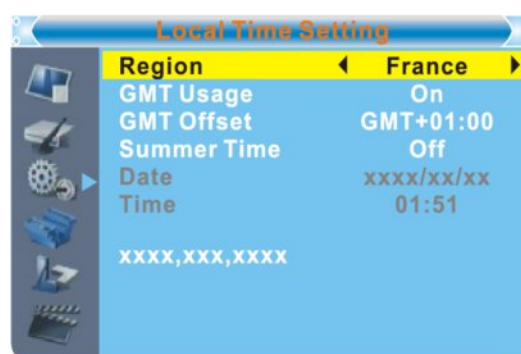 Local Time Setting
Region France
GMT Usage On
GMT Offset GMT+01:00
Summer Time Off
Date xxxx/xx/xx
Time 01:51
xxxx,xxx,xxxx